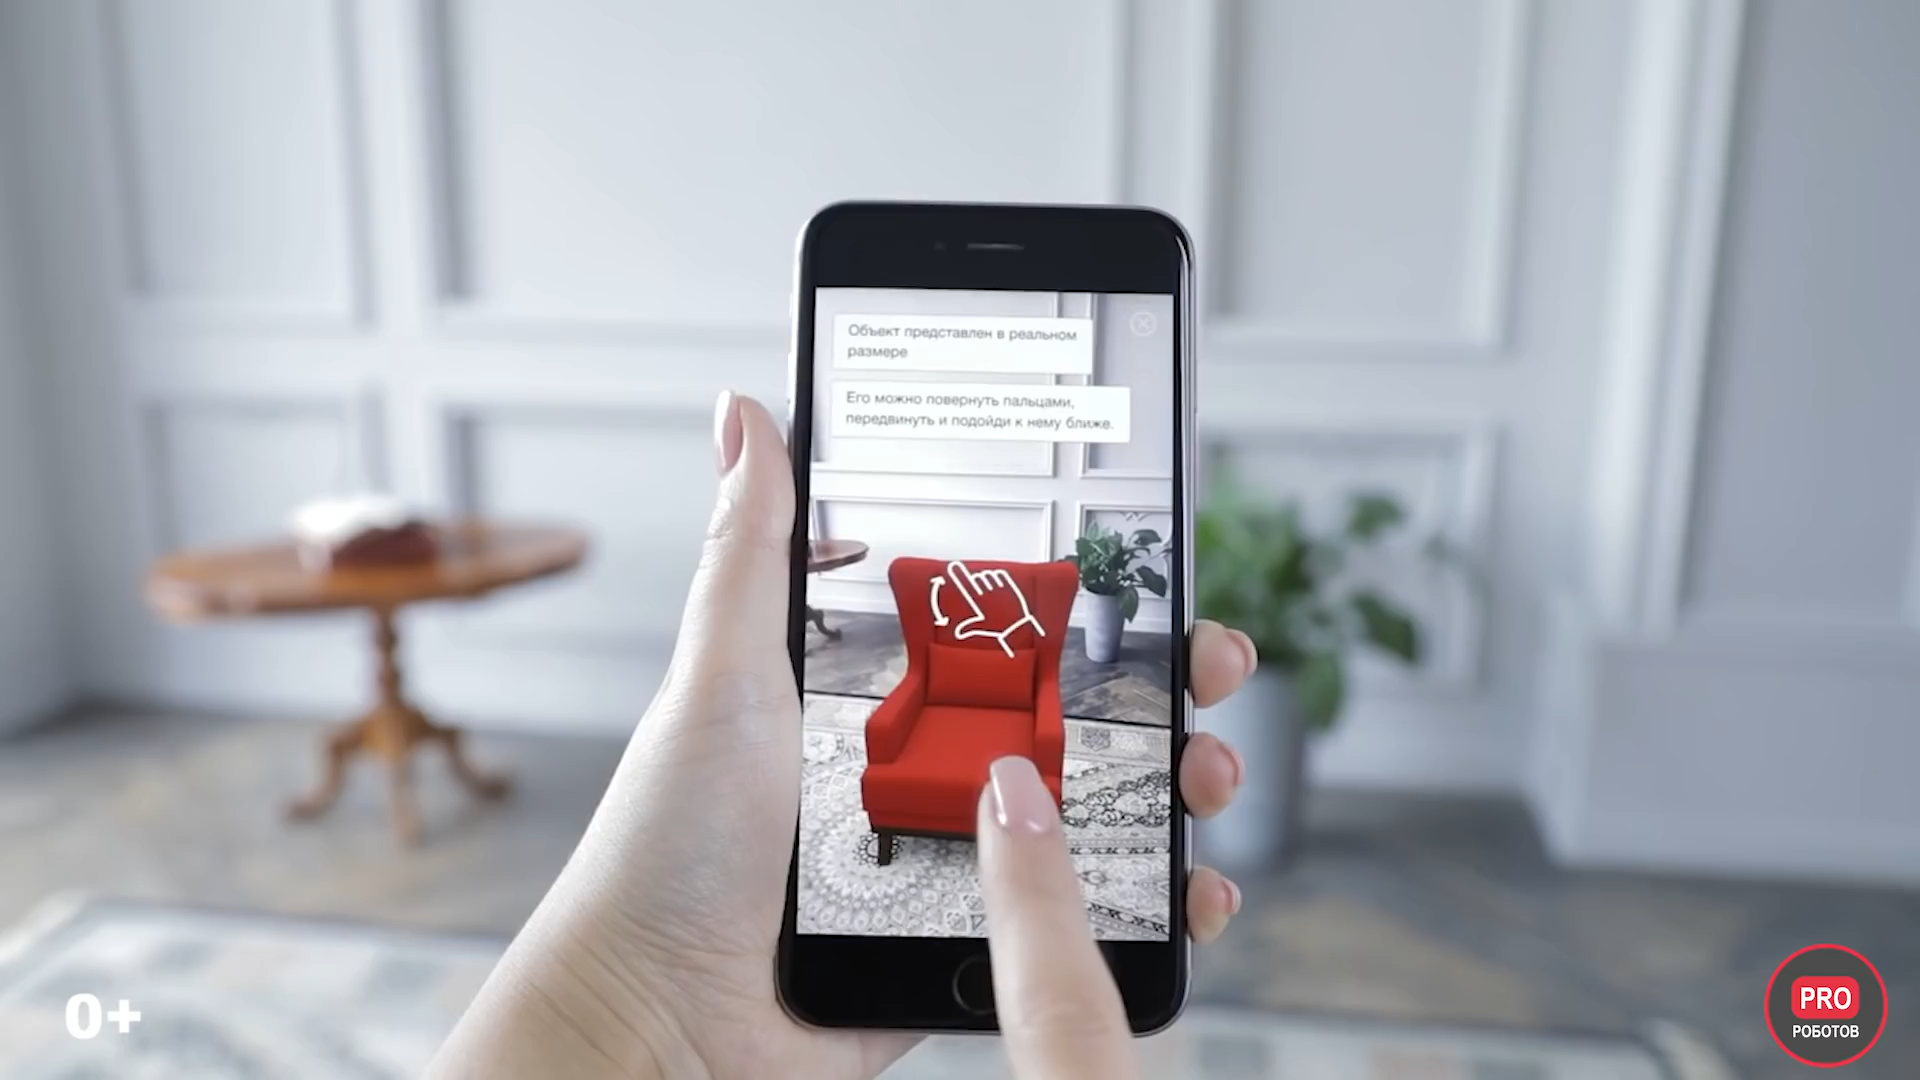 Объект представлен в реальном
размере
Его можно повернуть пальцами,
передвинуть и подойди к нему ближе.
0+
PRO
РОБОТОВ